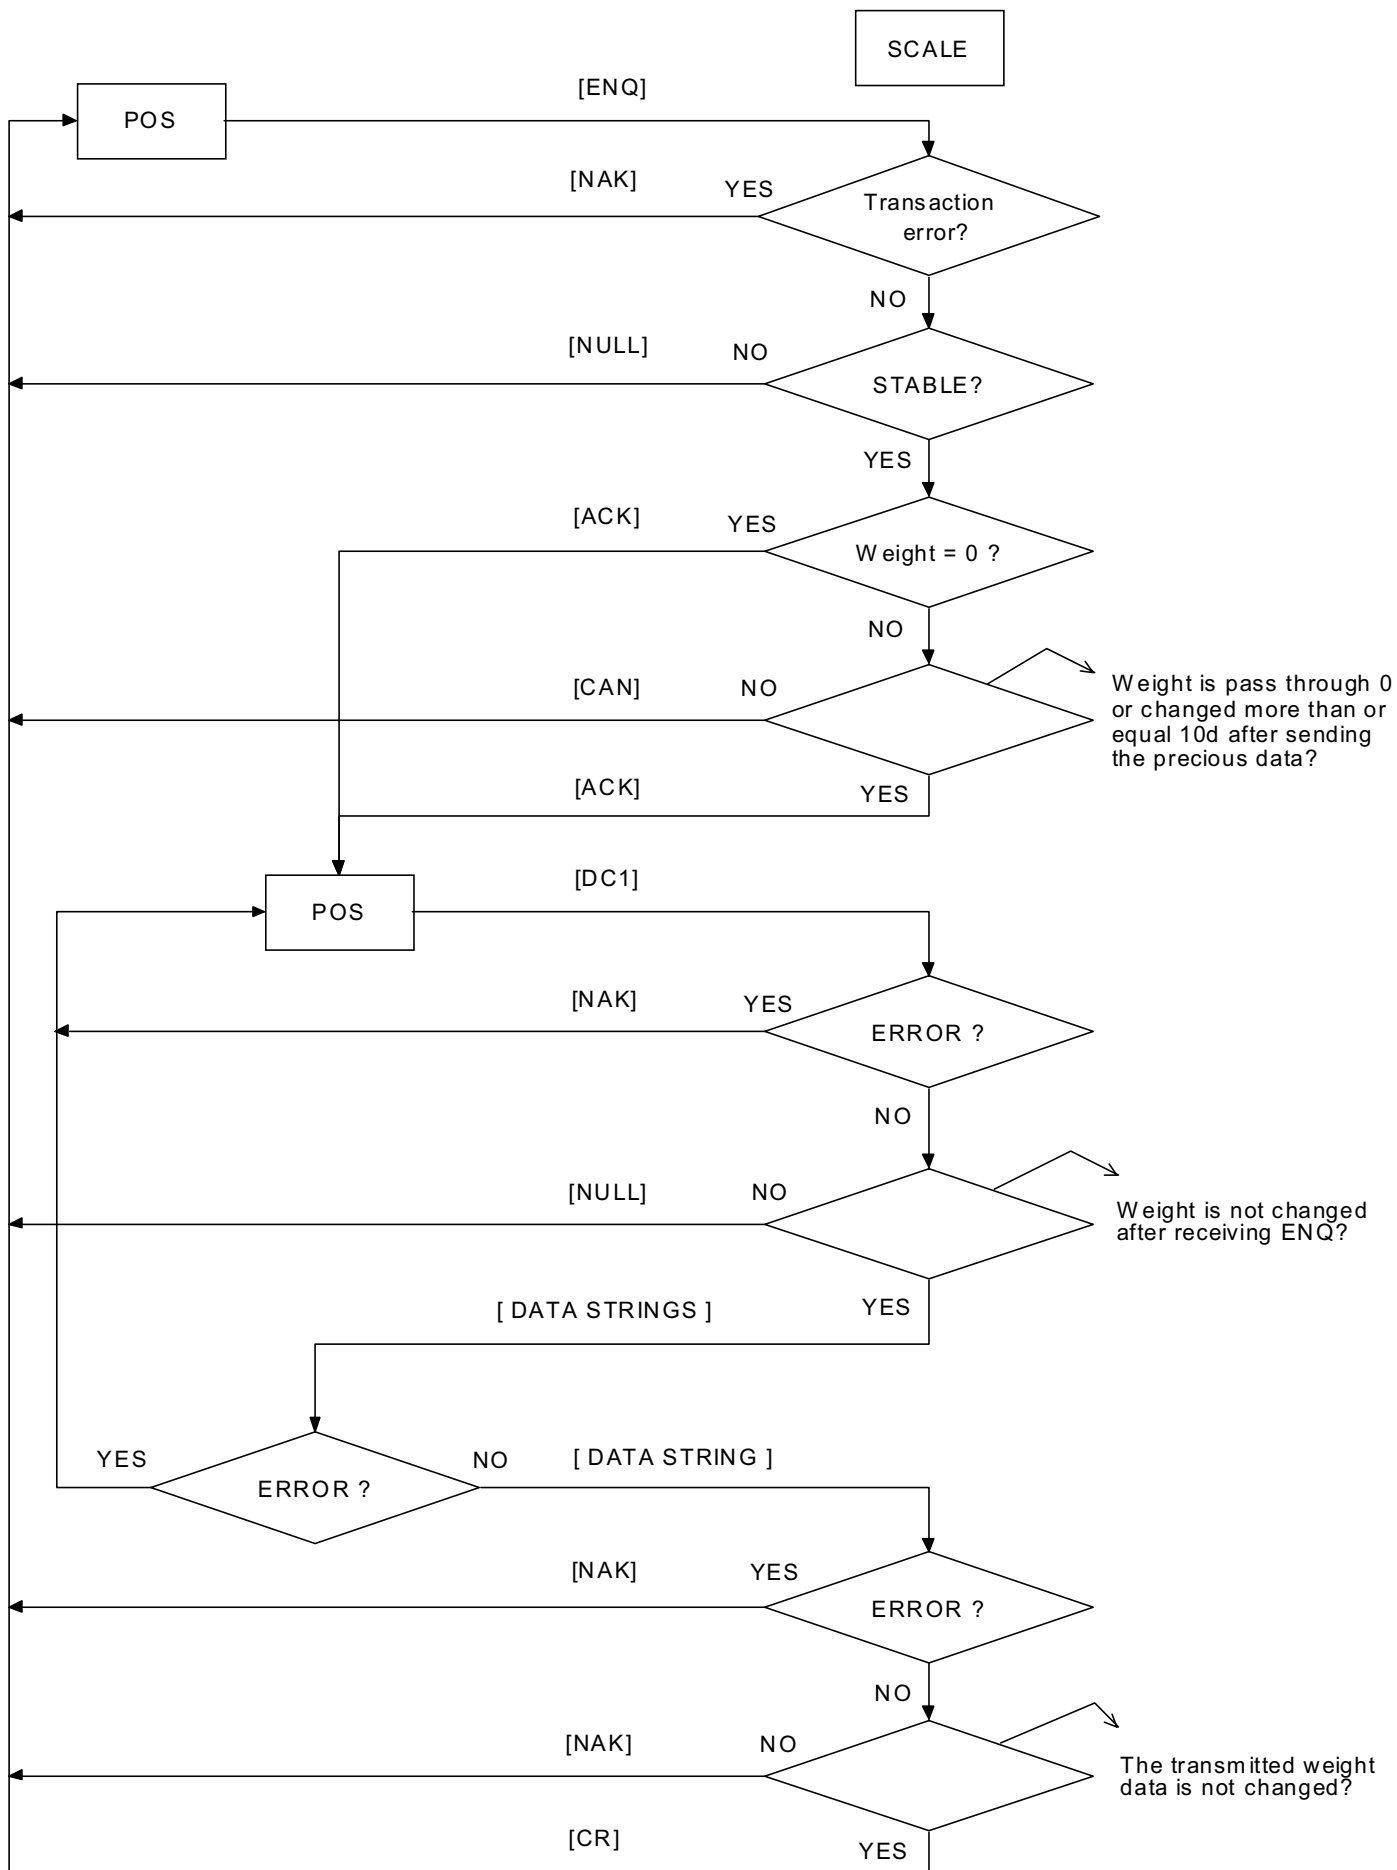 SCALE
[ENQ]
POS
[NAK]
YES
Transaction
error?
NO
[NULL]
NO
STABLE?
YES
[ACK]
YES
Weight = 0 ?
NO
[CAN]
NO
Weight is pass through 0
or changed more than or
equal 10d after sending
the precious data?
[ACK]
YES
[DC1]
POS
[NAK]
YES
ERROR ?
NO
[NULL]
NO
Weight is not changed
after receiving ENQ?
[ DATA STRINGS ]
YES
YES
ERROR ?
NO
[ DATA STRING ]
[NAK]
YES
ERROR ?
NO
[NAK]
NO
The transmitted weight
data is not changed?
[CR]
YES